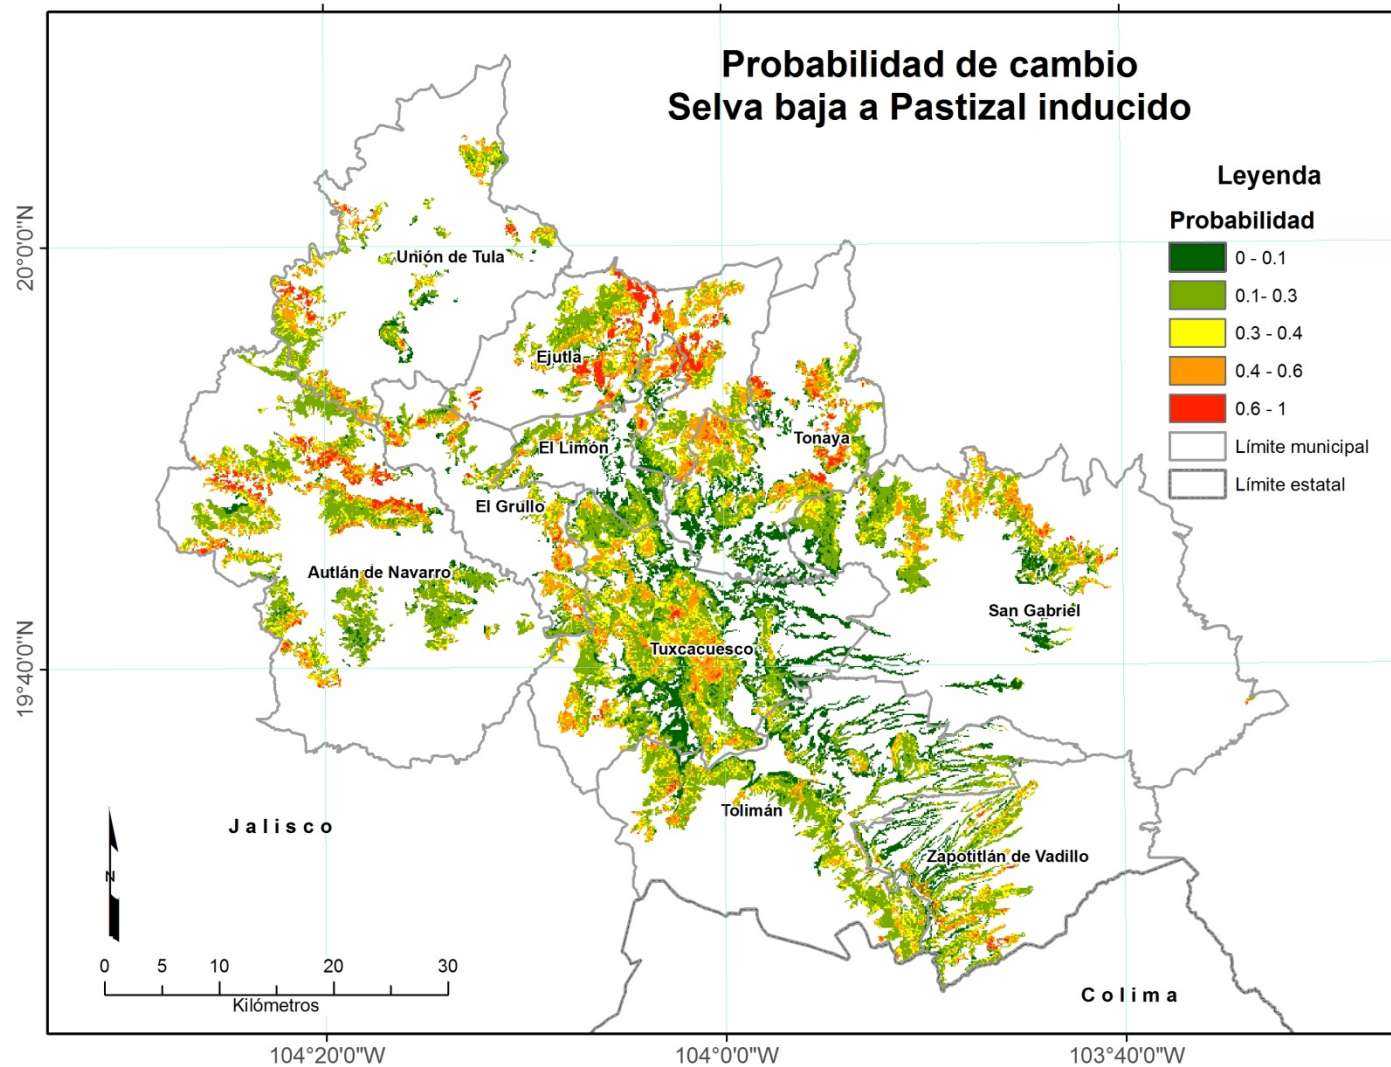 Probabilidad de cambio
Selva baja a Pastizal inducido
Leyenda
Probabilidad
0 - 0.1
0.1- 0.3
0.3 - 0.4
0.4 - 0.6
0.6 - 1
Límite municipal
Límite estatal
20°0'0"N
19°40'0"N
Unión de Tula
Ejutla
El Limón
Tonaya
El Grullo
Autlán de Navarro
San Gabriel
Tuxcacuesco
Tolimán
Zapotitlán de Vadillo
Jalisco
Colima
N
0 5 10 20 30
Kilómetros
104°20'0"W 104°0'0"W 103°40'0"W